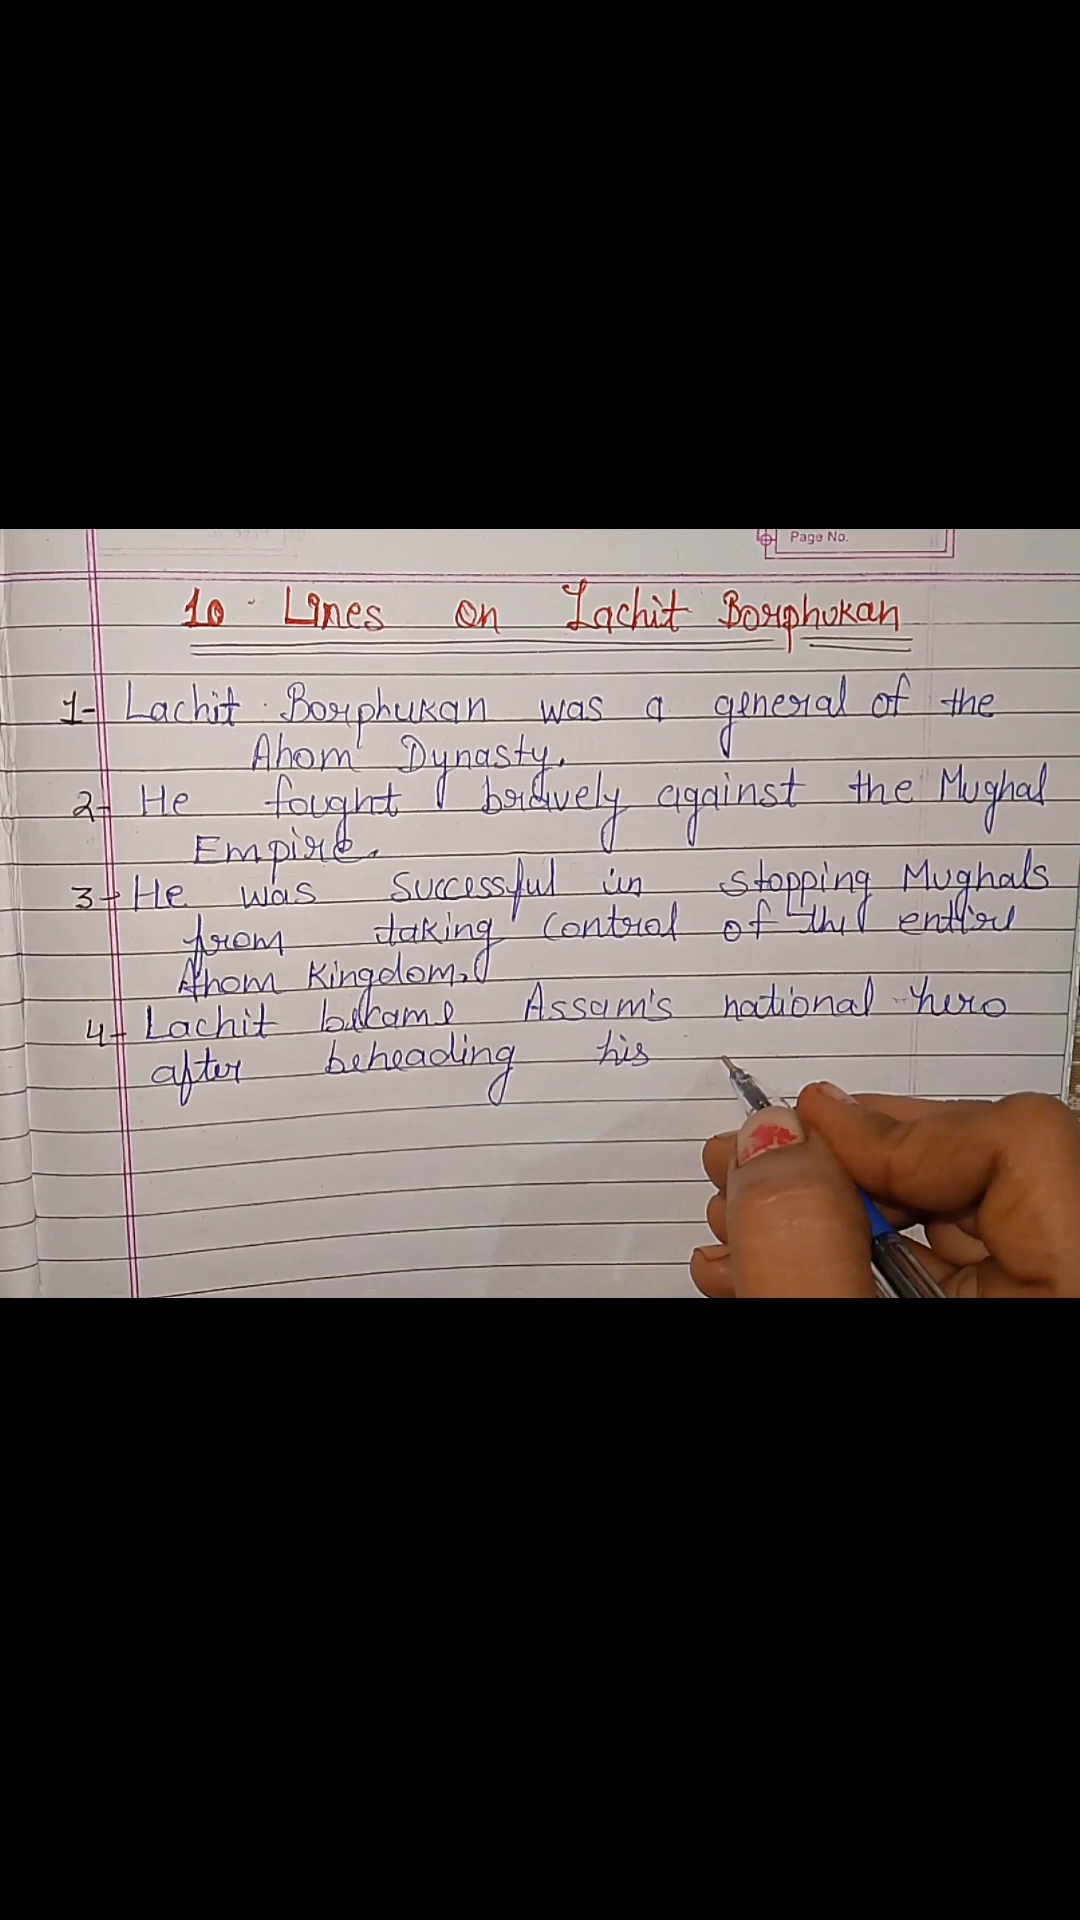 Page No.
10 Lines on Lachit Borphukan
1- Lachit Borphukan was a general of the
Ahom Dynasty.
2- He fought bravely against the Mughal
Empire.
3- He was successful in stopping Mughals
from taking control of the entire
Ahom Kingdom.
4- Lachit became Assam's national hero
after beheading his